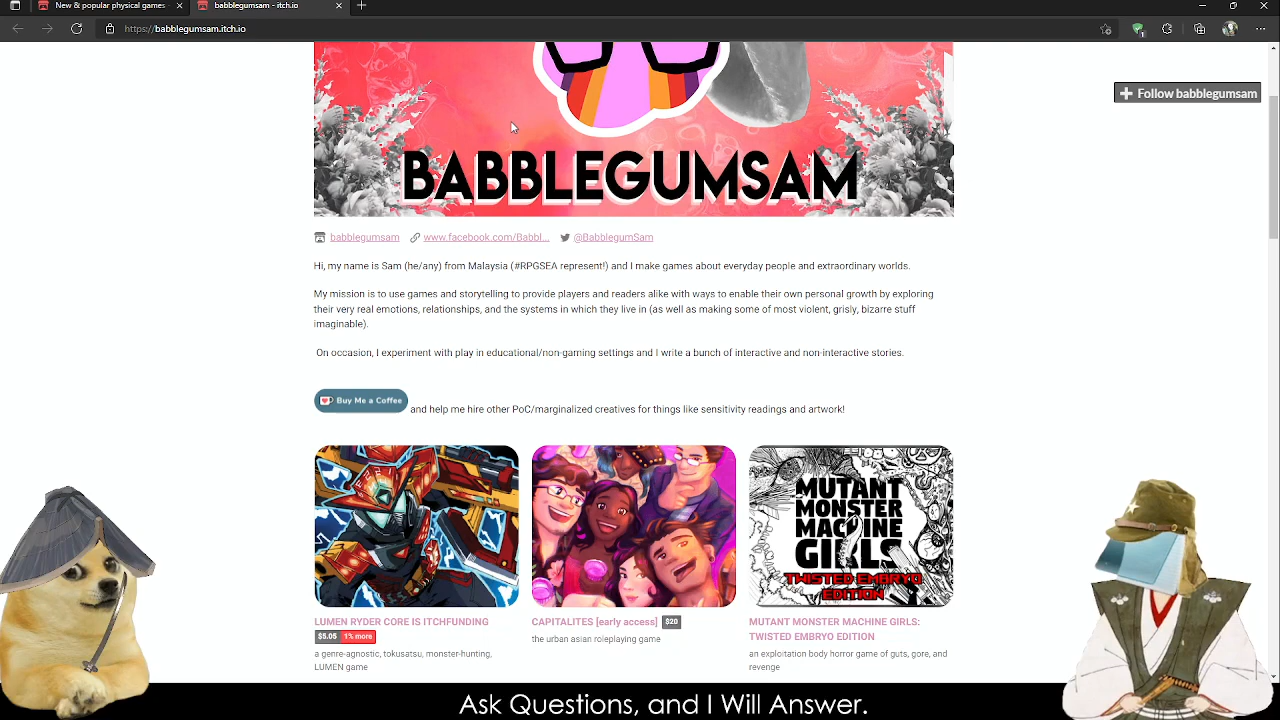 New & popular physical games -
babblegumsam - itch.io
https://babblegumsam.itch.io
Follow babblegumsam
BABBLEGUMSAM
babblegumsam www.facebook.com/Babbl... @BabblegumSam
Hi, my name is Sam (he/any) from Malaysia (#RPGSEA represent!) and I make games about everyday people and extraordinary worlds.
My mission is to use games and storytelling to provide players and readers alike with ways to enable their own personal growth by exploring
their very real emotions, relationships, and the systems in which they live in (as well as making some of most violent, grisly, bizarre stuff
imaginable).
On occasion, I experiment with play in educational/non-gaming settings and I write a bunch of interactive and non-interactive stories.
Buy Me a Coffee and help me hire other PoC/marginalized creatives for things like sensitivity readings and artwork!
MUTANT
MONSTER
MACHINE
GIRLS
TWISTED EMBRYO
EDITION
LUMEN RYDER CORE IS ITCHFUNDING
$5.05 1% more
a genre-agnostic, tokusatsu, monster-hunting,
LUMEN game
CAPITALITES [early access] $20
the urban asian roleplaying game
MUTANT MONSTER MACHINE GIRLS:
TWISTED EMBRYO EDITION
an exploitation body horror game of guts, gore, and
revenge
Ask Questions, and I Will Answer.